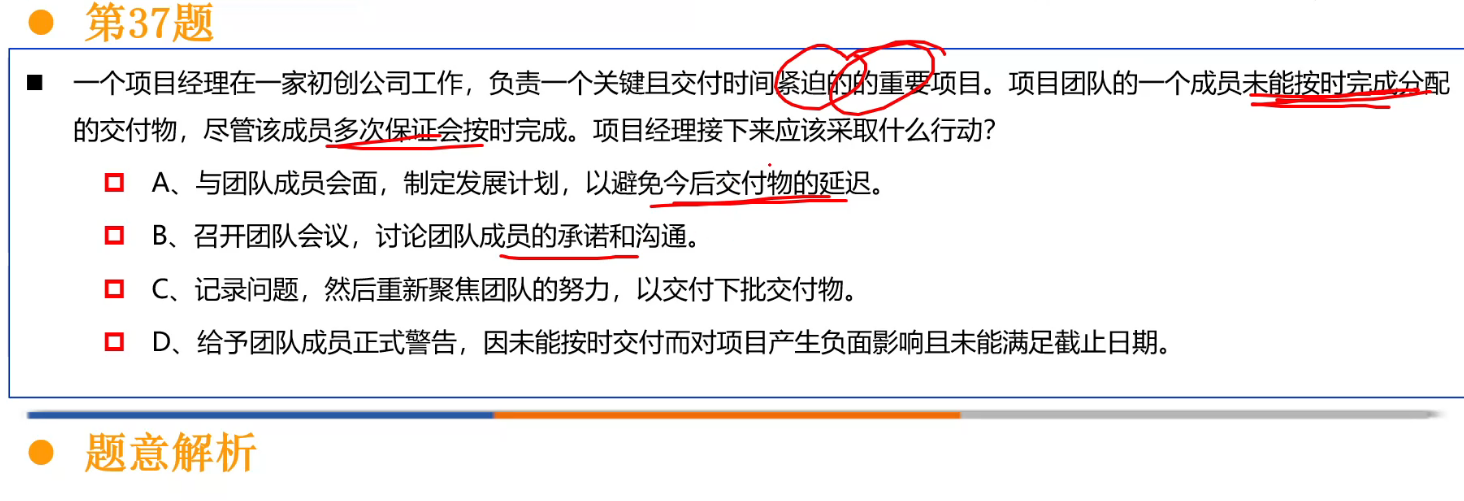 第37题
一个项目经理在一家初创公司工作，负责一个关键且交付时间紧迫的的重要项目。项目团队的一个成员未能按时完成分配
的交付物，尽管该成员多次保证会按时完成。项目经理接下来应该采取什么行动？
A、与团队成员会面，制定发展计划，以避免今后交付物的延迟。
B、召开团队会议，讨论团队成员的承诺和沟通。
C、记录问题，然后重新聚焦团队的努力，以交付下批交付物。
D、给予团队成员正式警告，因未能按时交付而对项目产生负面影响且未能满足截止日期。
题意解析